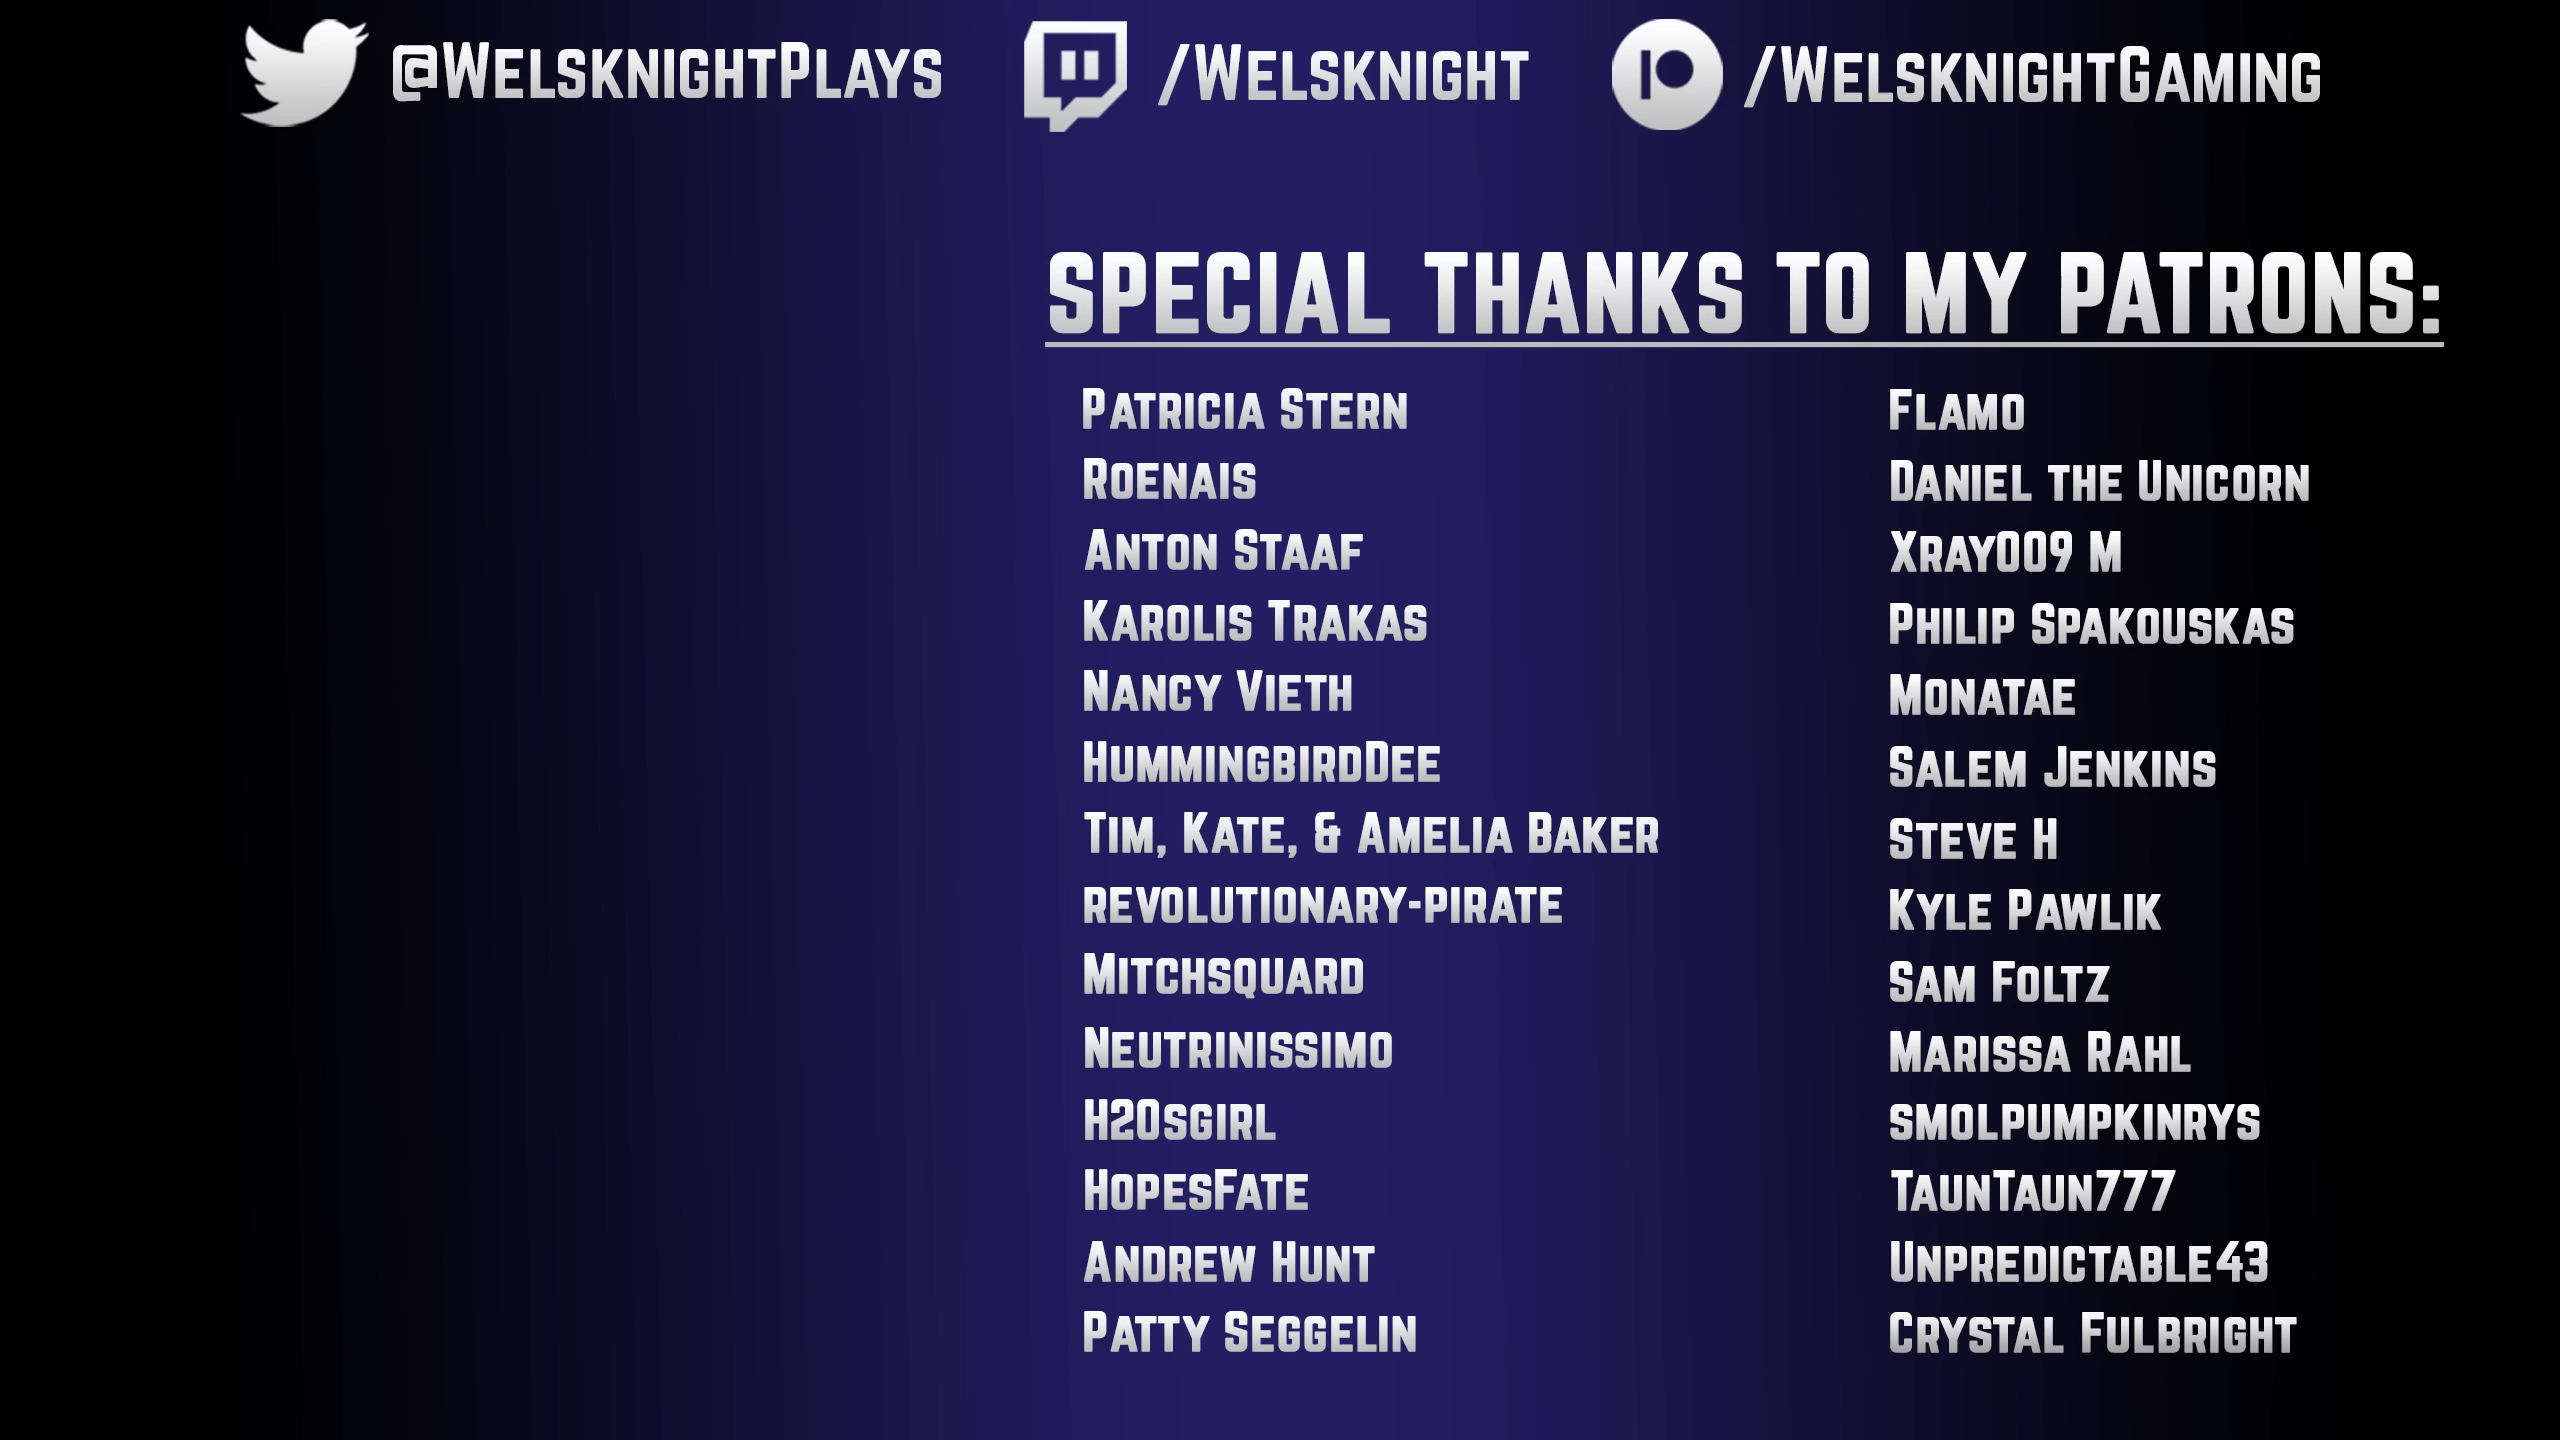 @WelsknightPlays /Welsknight /WelsknightGaming
SPECIAL THANKS TO MY PATRONS:
Patricia Stern
Roenais
Anton Staaf
Karolis Trakas
Nancy Vieth
HummingbirdDee
Tim, Kate, & Amelia Baker
revolutionary-pirate
Mitchsquard
Neutrinissimo
H2Osgirl
HopesFate
Andrew Hunt
Patty Seggelin
Flamo
Daniel the Unicorn
Xray009 M
Philip Spakouskas
Monatae
Salem Jenkins
Steve H
Kyle Pawlik
Sam Foltz
Marissa Rahl
smolpumpkinrys
TaunTaun777
Unpredictable43
Crystal Fulbright